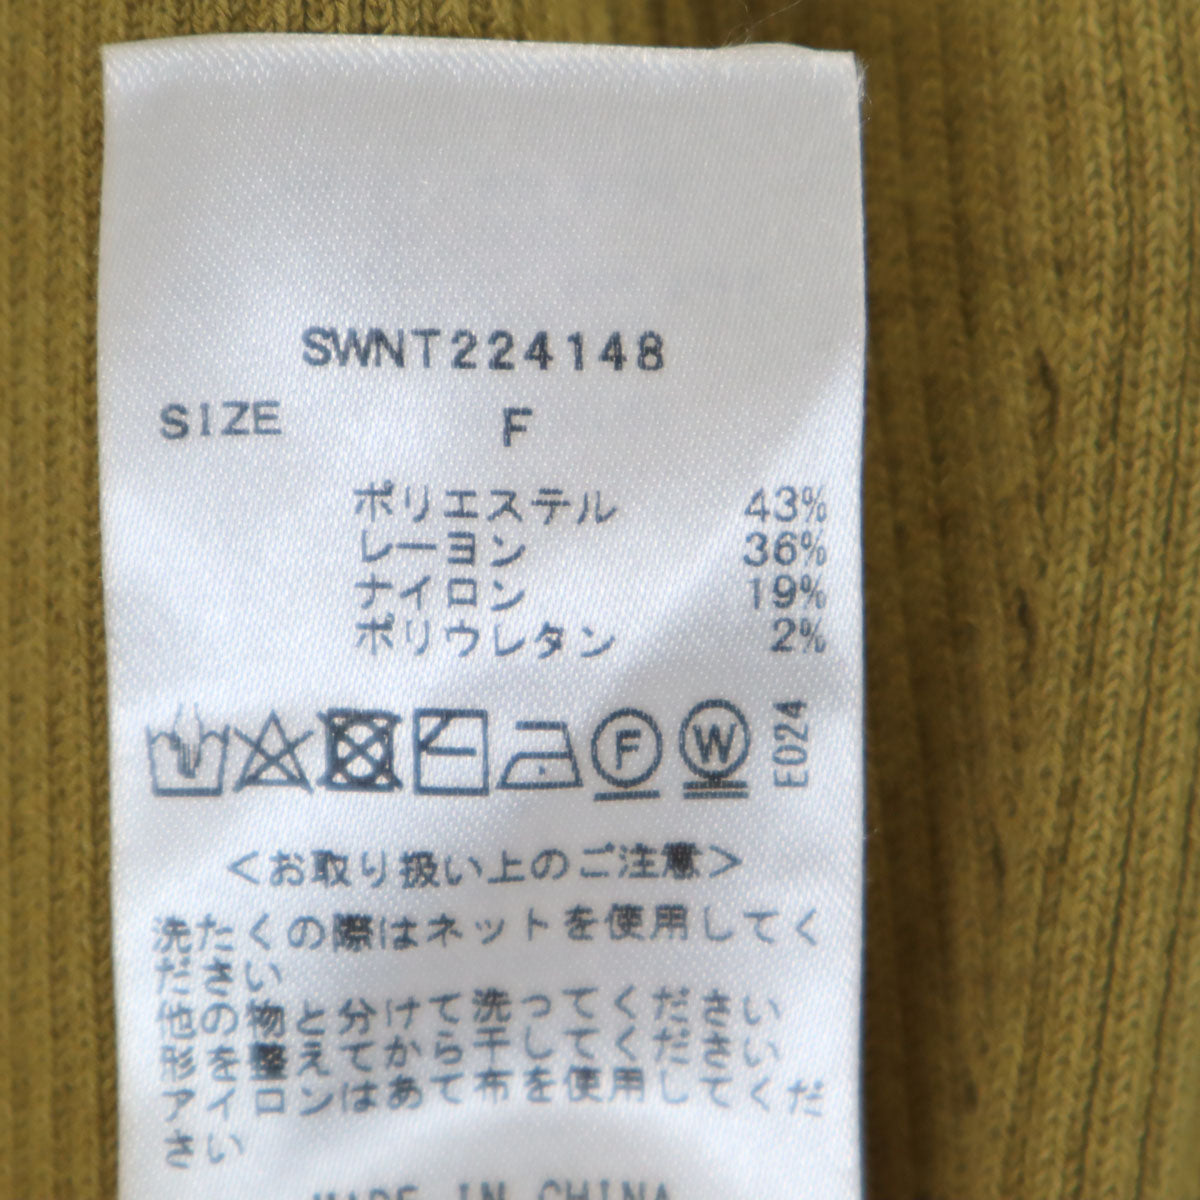 SWNT224148
SIZE F
ポリエステル 43%
レーヨン 36%
ナイロン 19%
ポリウレタン 2%
F W E024
<お取り扱い上のご注意>
洗たくの際はネットを使用してく
ださい
他の物と分けて洗ってください
形を整えてから干してください
アイロンはあて布を使用してくだ
さい
MADE IN CHINA